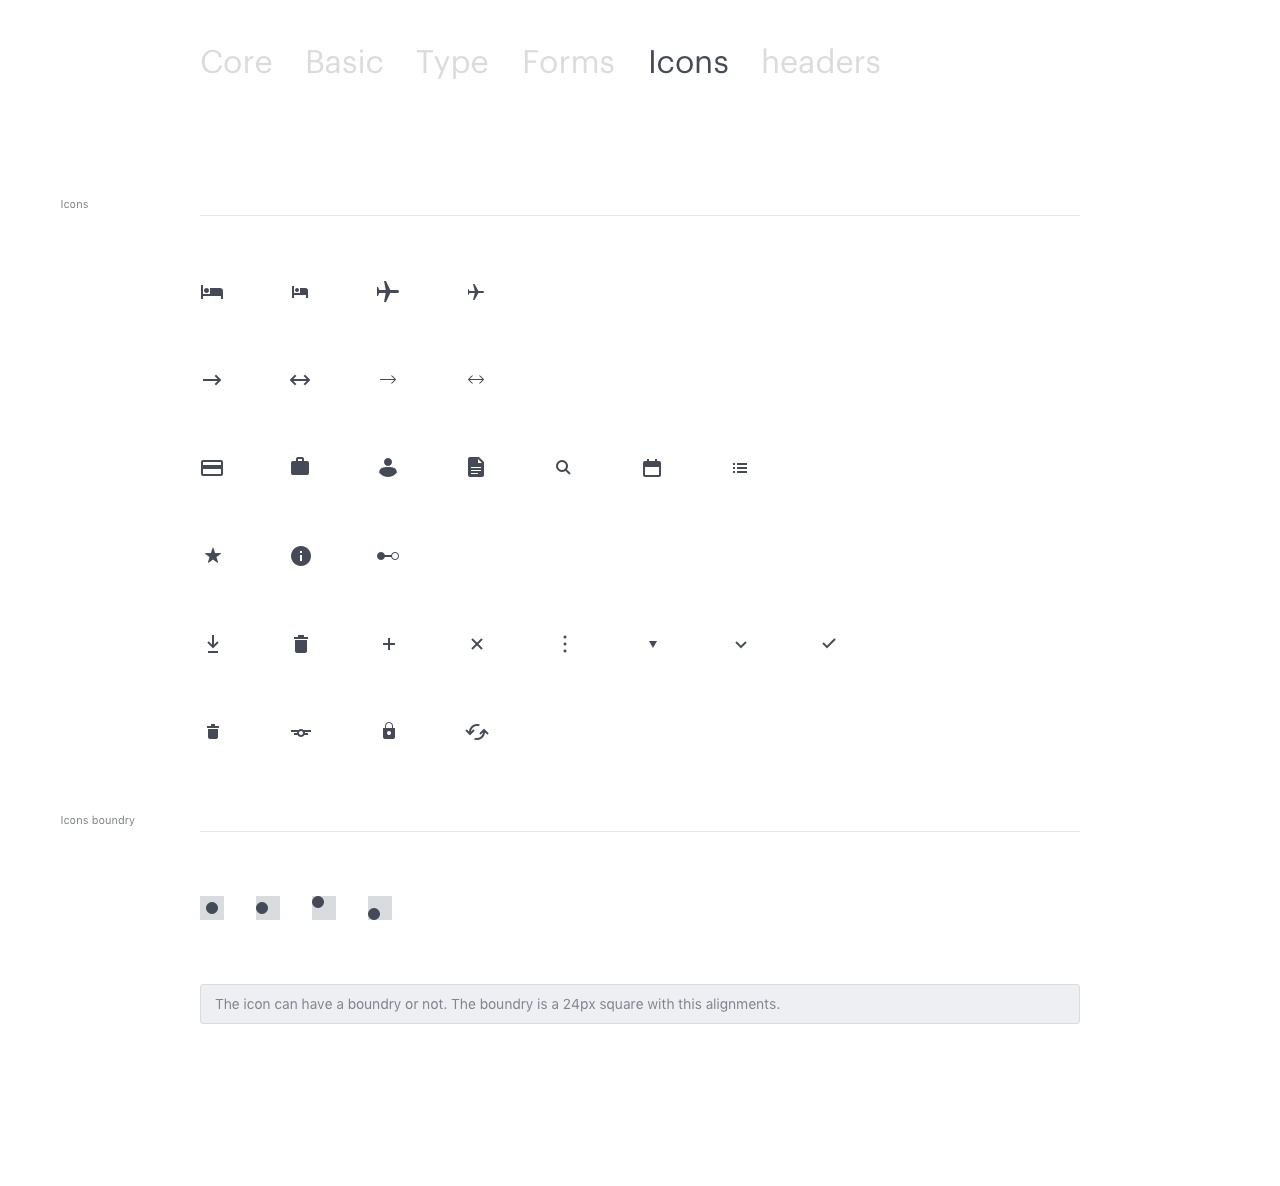 Core Basic Type Forms Icons headers
Icons
Icons boundry
The icon can have a boundry or not. The boundry is a 24px square with this alignments.